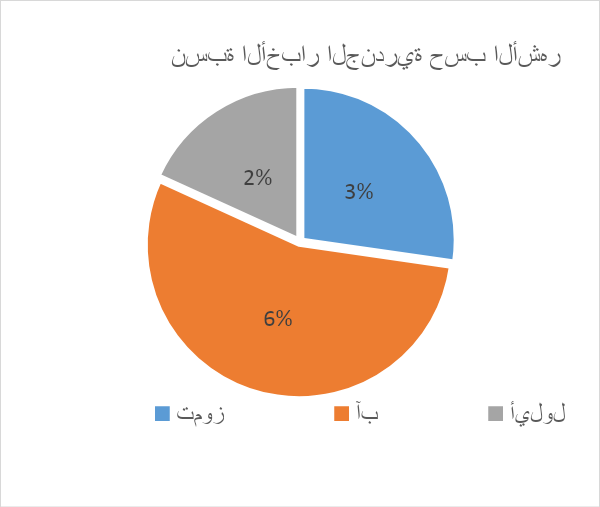 نسبة الأخبار الجندرية حسب الأشهر
2%
3%
6%
تموز
آب
أيلول